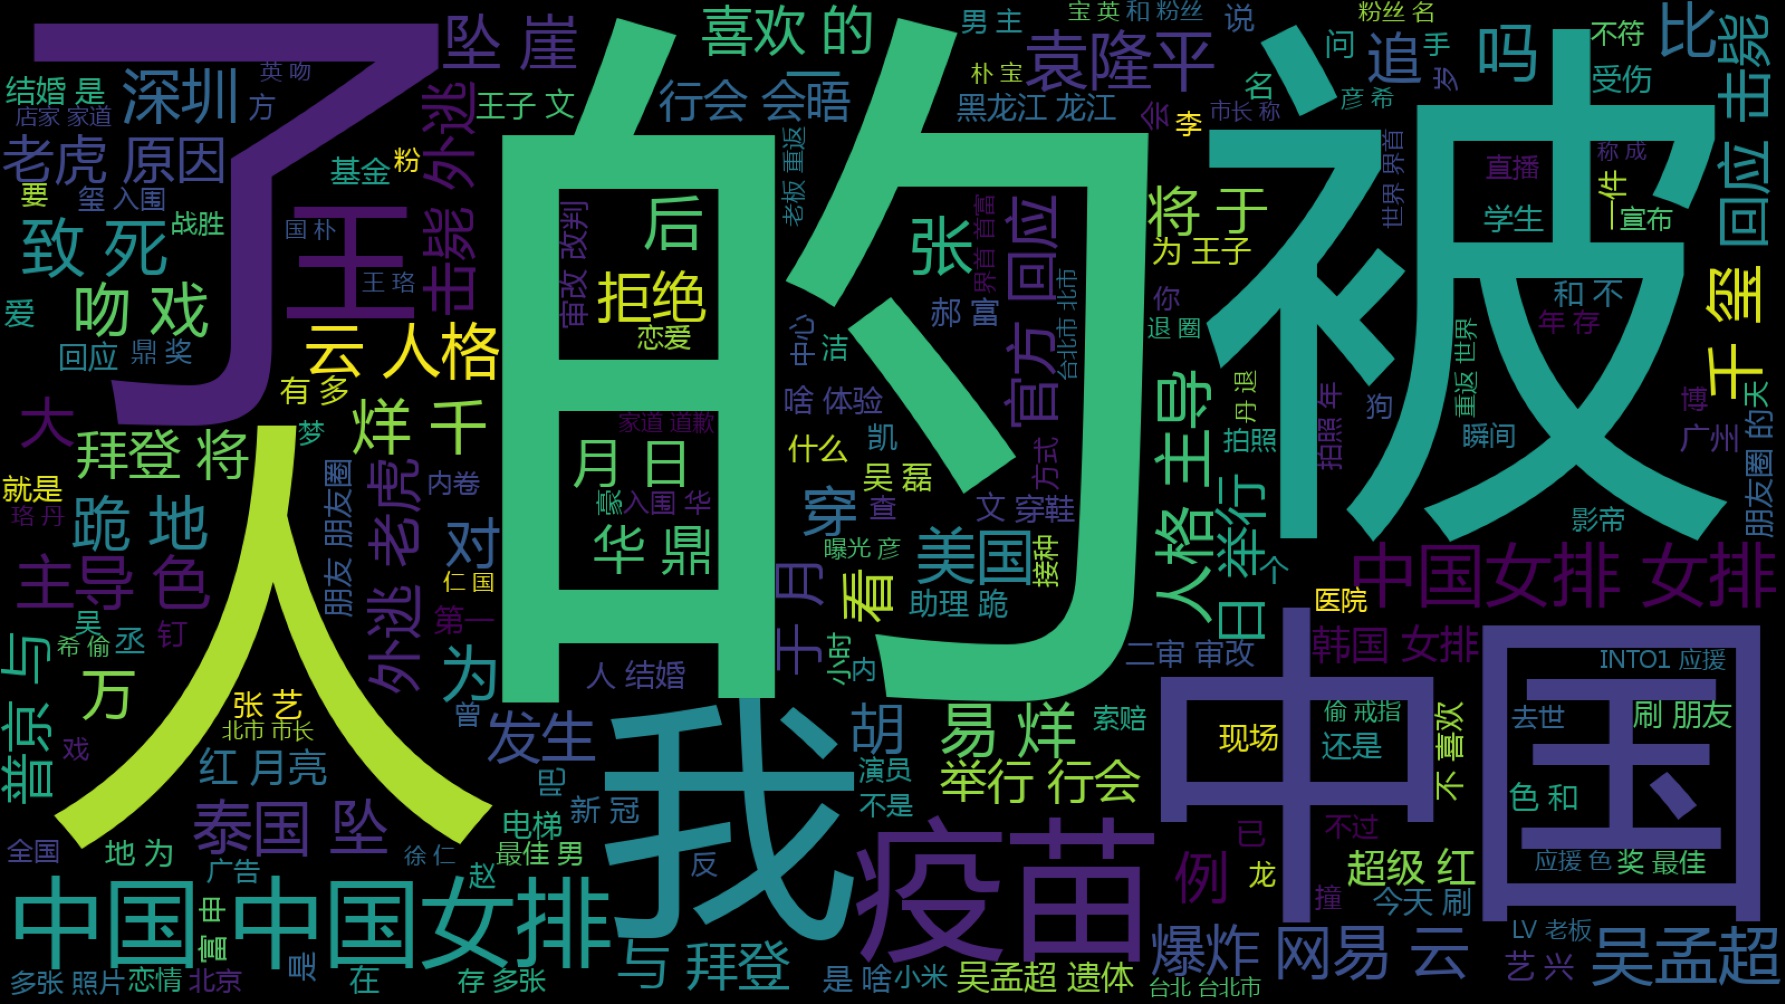 了
坠 崖
喜欢 的
男 主
宝 英
和 粉丝
说
粉丝 名
比
结婚 是
深圳
英 吻
店家 家道
方
外逃
王子 文
行会 会晤
一
朴 宝
袁隆平
名
问
追
手
岁
吗
不符
受伤
击毙
黑龙江 龙江
会
市长 称
李
彦 希
老虎 原因
基金
粉
要
玺 入围
老板 重返
的
被
世界 界首
直播
称 成
一件
回应
致 死
战胜
国 朴
王
击毙 外逃
审改 改判
后
张
界首 首富
官方 回应
将 于
为 王子
学生
宣布
爱
吻 戏
王 珞
拒绝
恋爱
郝 富
台北市 北市
你
退 圈
和 不
年 存
千 玺
回应
鼎 奖
云 人格
中心
洁
重返 世界
有 多
啥 体验
人格 主导
丹 退
狗
博
天
大
梦
烊 千
家道 道歉
什么
凯
方式
拍照
拍照 年
瞬间
广州
朋友圈 的
拜登 将
月 日
吴 磊
就是
珞 丹
朋友 朋友圈
外逃 老虎
内卷
豪
入围 华
穿
查
文 穿鞋
日 举行
影帝
跪 地
人
对
华 鼎
曝光 彦
美国
接种
个
中国女排 女排
主导 色
仁 国
于 月
看
助理 跪
医院
吴
钉
第一
希 偷
丞
普京 与
为
人 结婚
小时
内
二审 审改
韩国 女排
INTO1 应援
万
张 艺
北市 市长
曾
我
胡
易 烊
索赔
中国
现场
偷 戒指
还是
不 喜欢
去世
刷 朋友
戏
红 月亮
发生
巴
新 冠
演员
不是
举行 行会
色 和
泰国 坠
电梯
已
不过
全国
地 为
徐 仁
最佳 男
疫苗
例
超级 红
应援 色
奖 最佳
广告
赵
反
龙
撞
今天 刷
中国 中国女排
富 申
是
与 拜登
爆炸
网易 云
LV 老板
艺 兴
吴孟超
多张 照片
恋情
北京
在
存 多张
是 啥
小米
吴孟超 遗体
台北 台北市